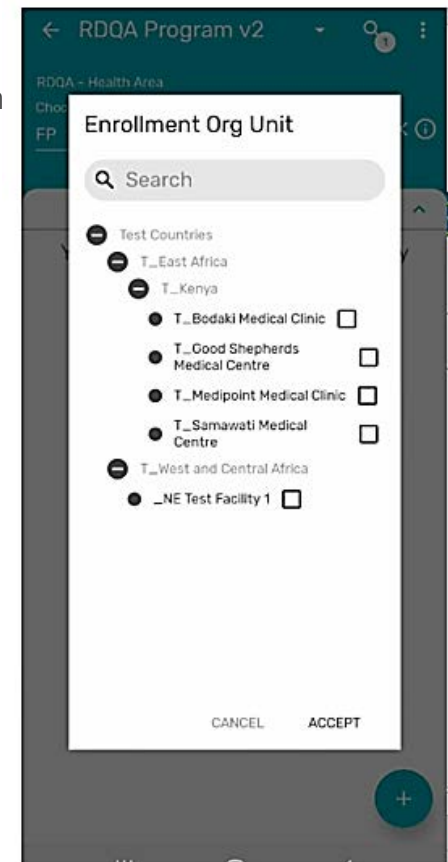 RDQA Program v2
1
RDQA - Health Area
Choo
FP
Enrollment Org Unit
Search
Test Countries
T_East Africa
T_Kenya
T_Bodaki Medical Clinic
T_Good Shepherds
Medical Centre
T_Medipoint Medical Clinic
T_Samawati Medical
Centre
T_West and Central Africa
_NE Test Facility 1
CANCEL ACCEPT